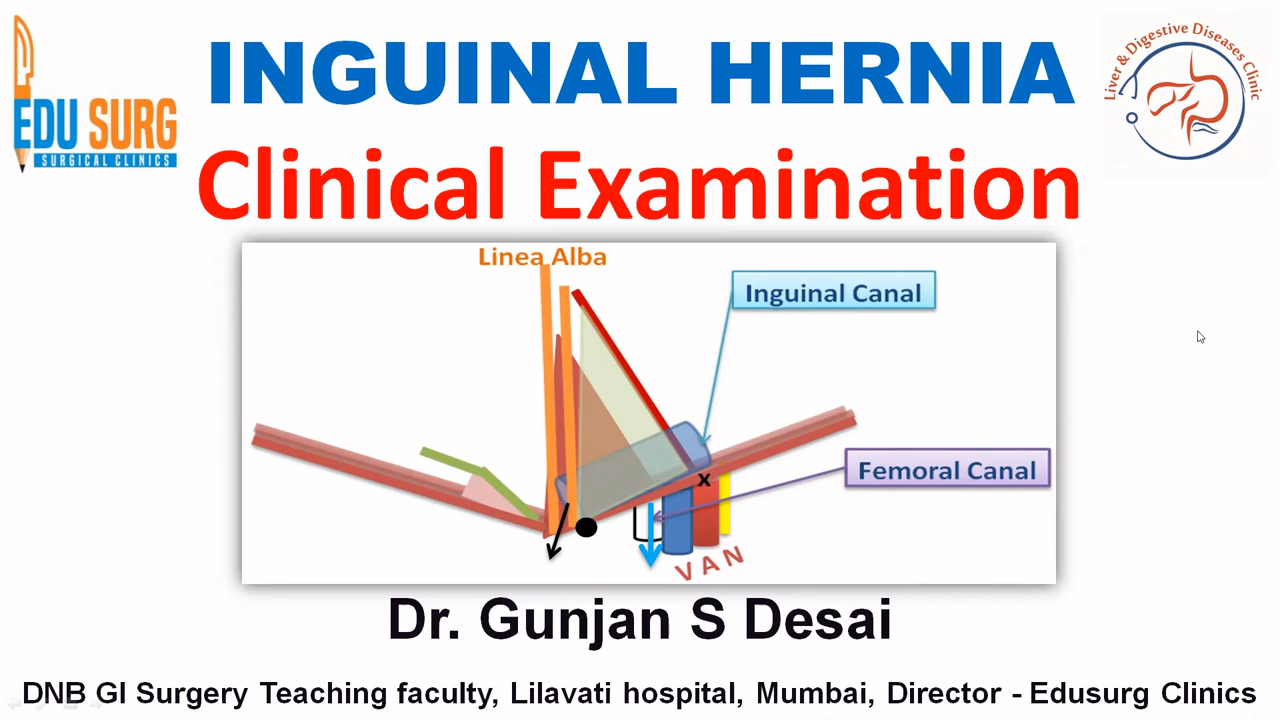 INGUINAL HERNIA
Clinical Examination
EDU SURG
SURGICAL CLINICS
Liver & Digestive Diseases Clinic
Linea Alba
Inguinal Canal
Femoral Canal
x
V A N
Dr. Gunjan S Desai
DNB GI Surgery Teaching faculty, Lilavati hospital, Mumbai, Director - Edusurg Clinics